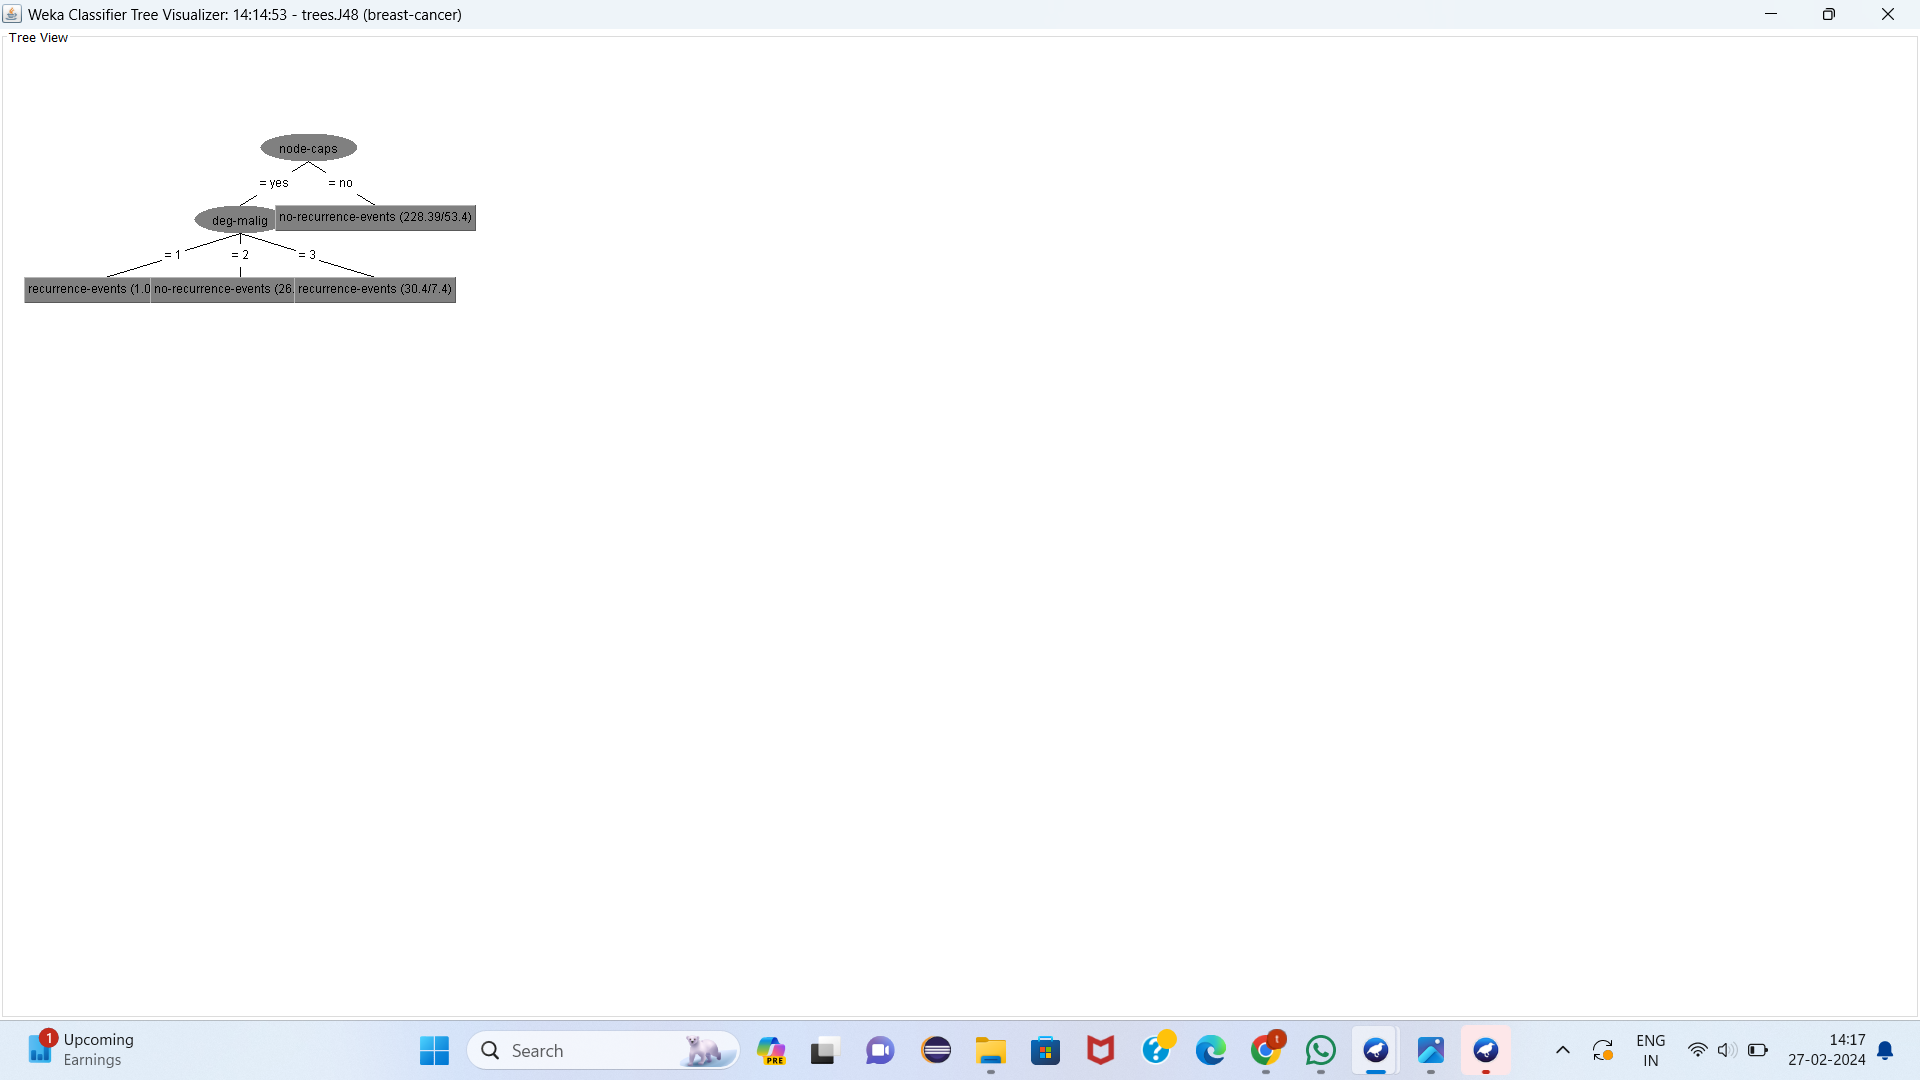 Weka Classifier Tree Visualizer: 14:14:53 - trees.J48 (breast-cancer)
Tree View
node-caps
= yes
= no
deg-malig
no-recurrence-events (228.39/53.4)
= 1
= 2
= 3
recurrence-events (1.0
no-recurrence-events (26.
recurrence-events (30.4/7.4)
1
Upcoming
Earnings
Search
PRE
t
ENG
IN
14:17
27-02-2024